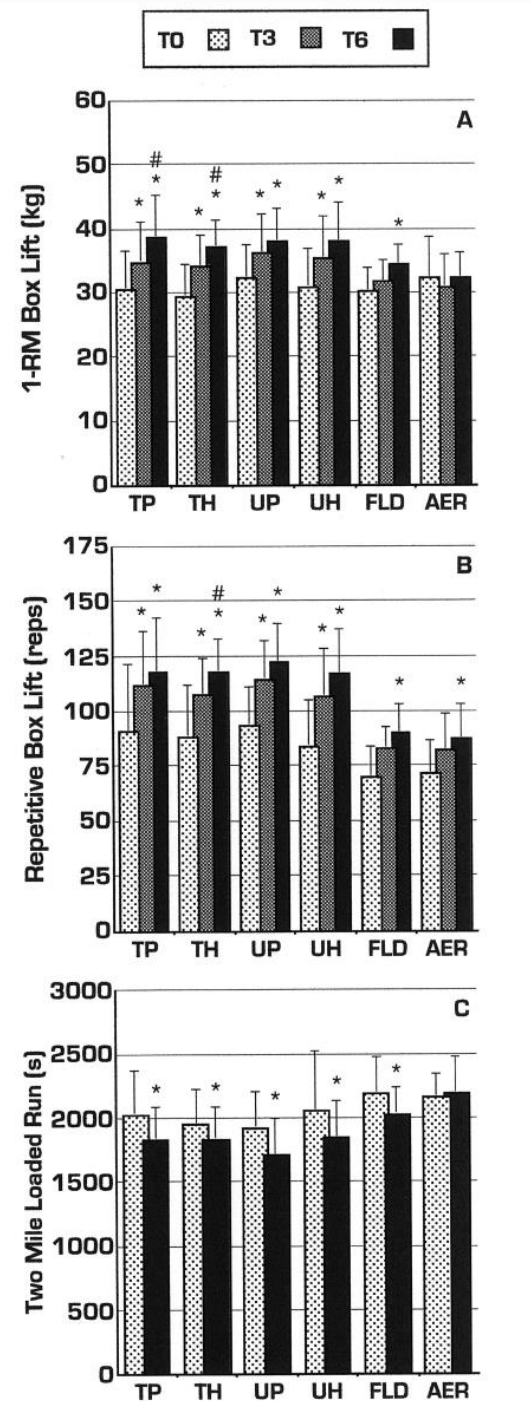 T0 T3 T6
A
1-RM Box Lift (kg)
60
50
40
30
20
10
0
#
#
* * * * * * * * *
TP TH UP UH FLD AER
B
Repetitive Box Lift (reps)
175
150
125
100
75
50
25
0
#
* * * * * * * * * *
TP TH UP UH FLD AER
C
Two Mile Loaded Run (s)
3000
2500
2000
1500
1000
500
0
* * * * *
TP TH UP UH FLD AER